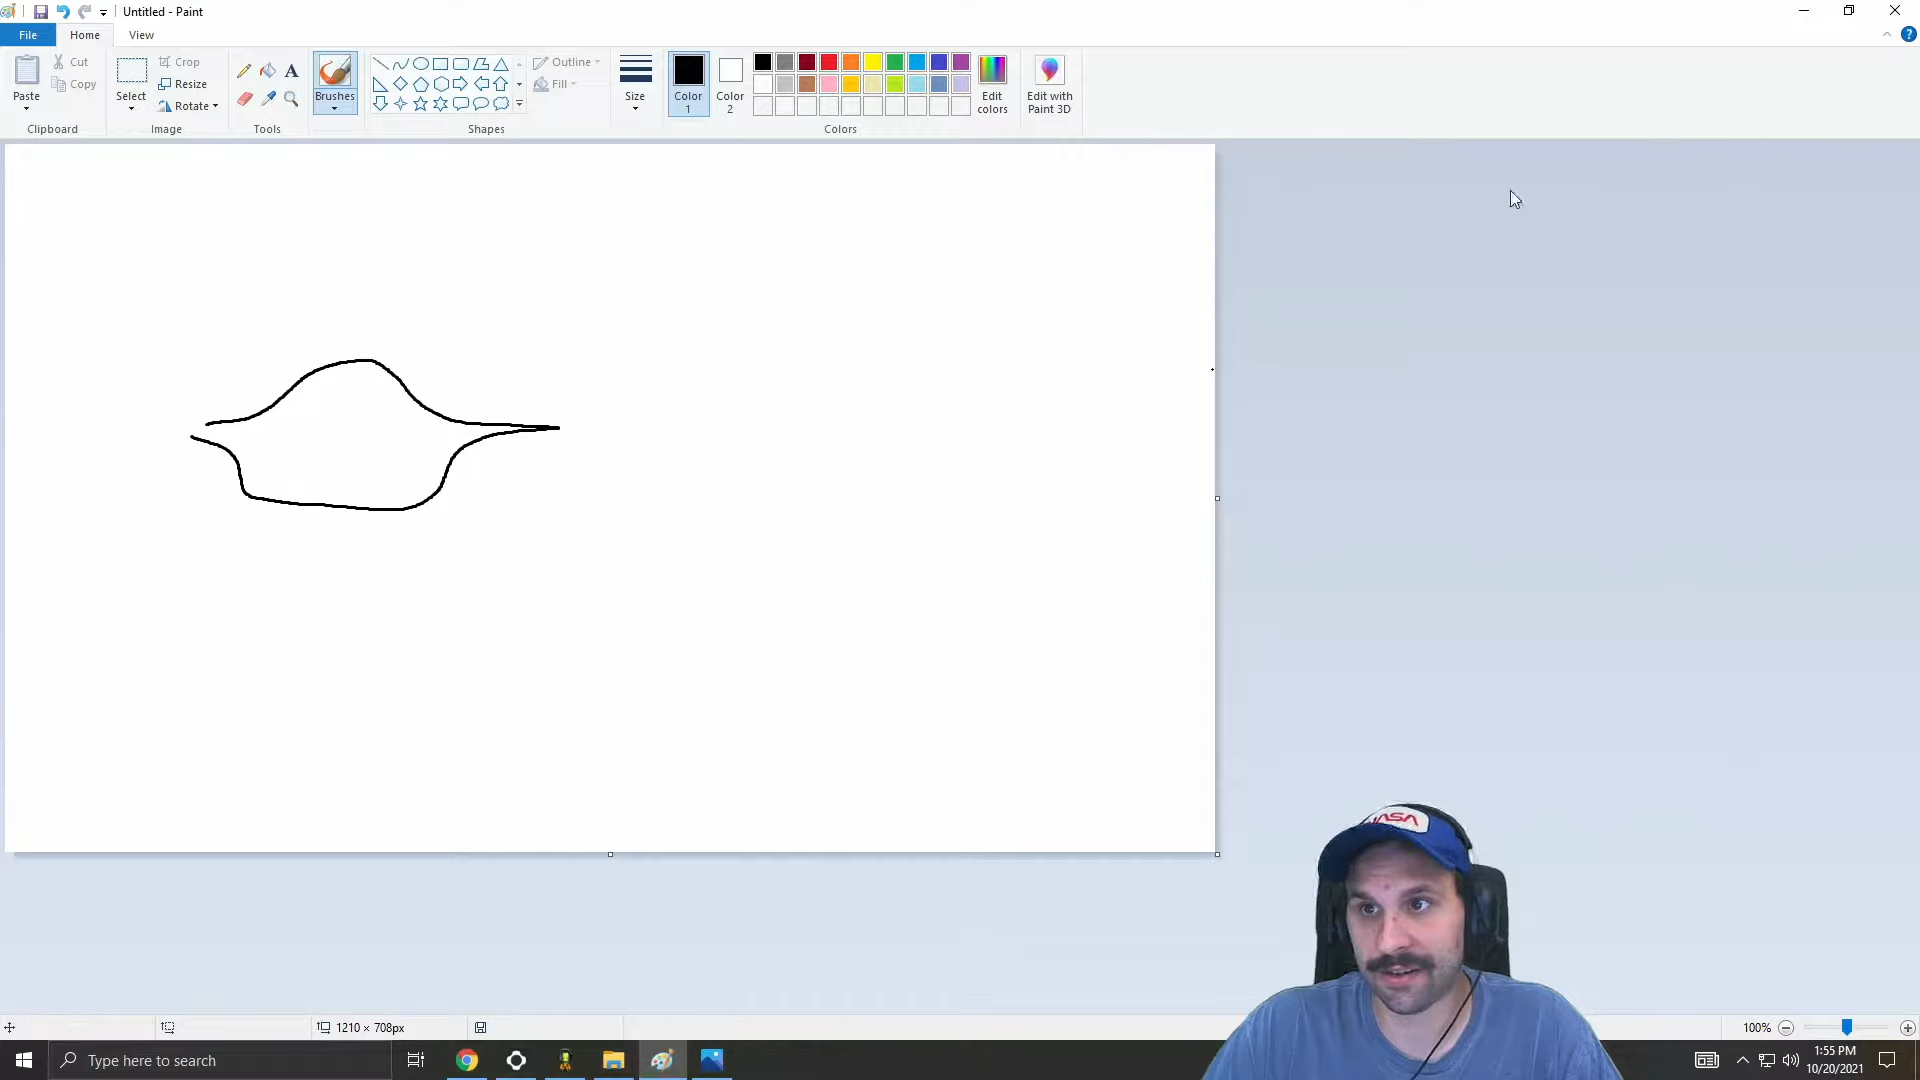 Untitled - Paint
File Home View
Paste
Cut
Copy
Clipboard
Select
Crop
Resize
Rotate
Image
A
Tools
Brushes
Shapes
Outline
Fill
Size
Color 1
Color 2
Edit colors
Colors
Edit with Paint 3D
?
NASA
1210 × 708px
100%
Type here to search
1:55 PM
10/20/2021